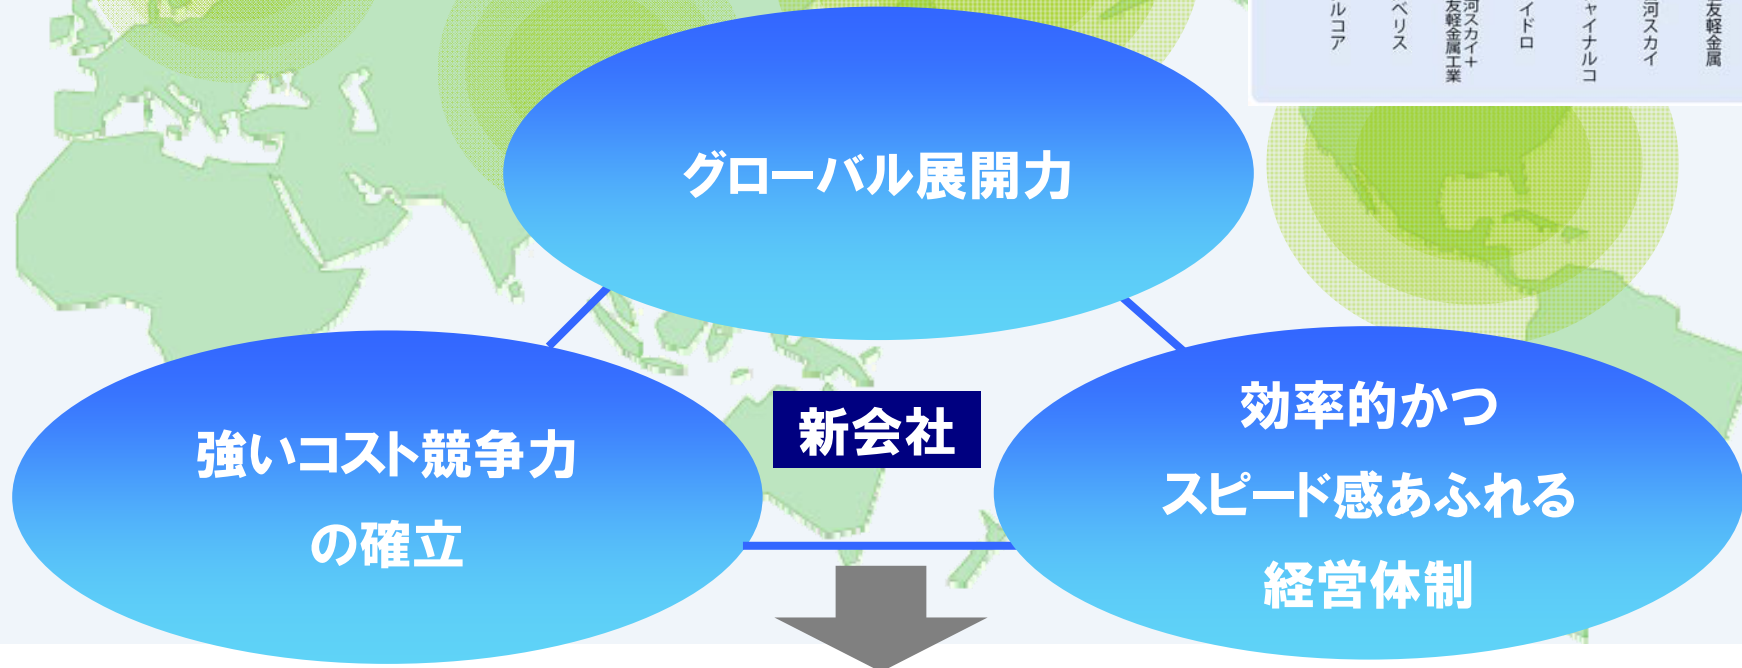 ルコア
ベリス
河スカイ+
友軽金属工業
イドロ
ャイナルコ
河スカイ
友軽金属
グローバル展開力
強いコスト競争力
の確立
新会社
効率的かつ
スピード感あふれる
経営体制